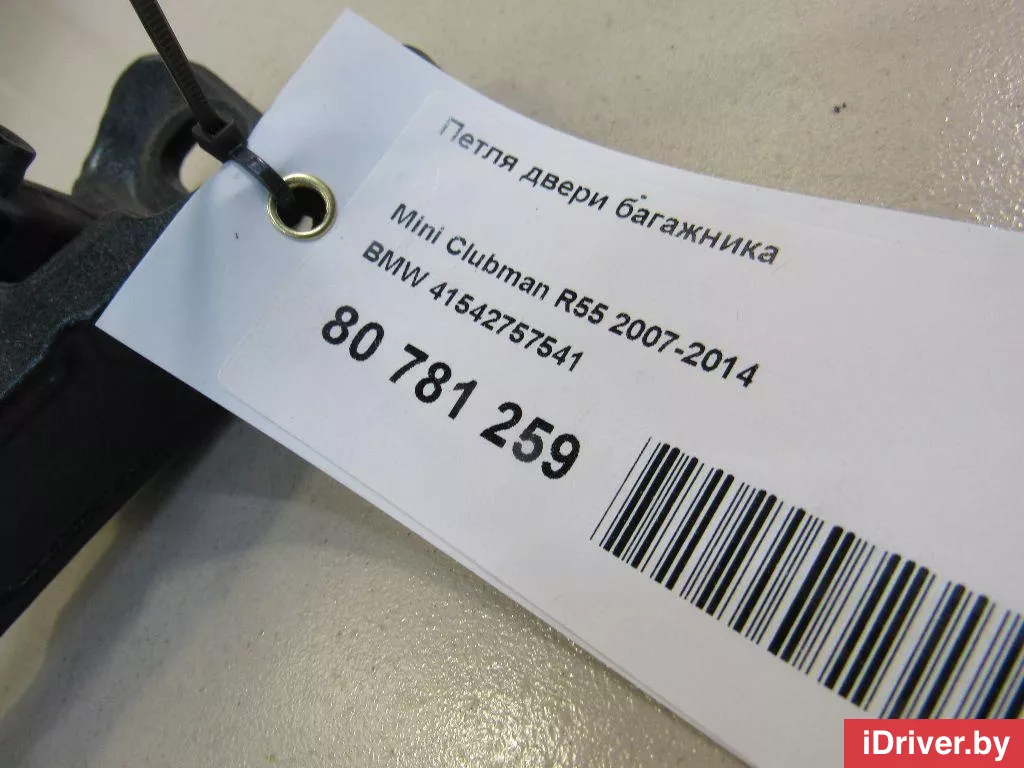 Петля двери багажника
Mini Clubman R55 2007-2014
BMW 41542757541
80 781 259
iDriver.by